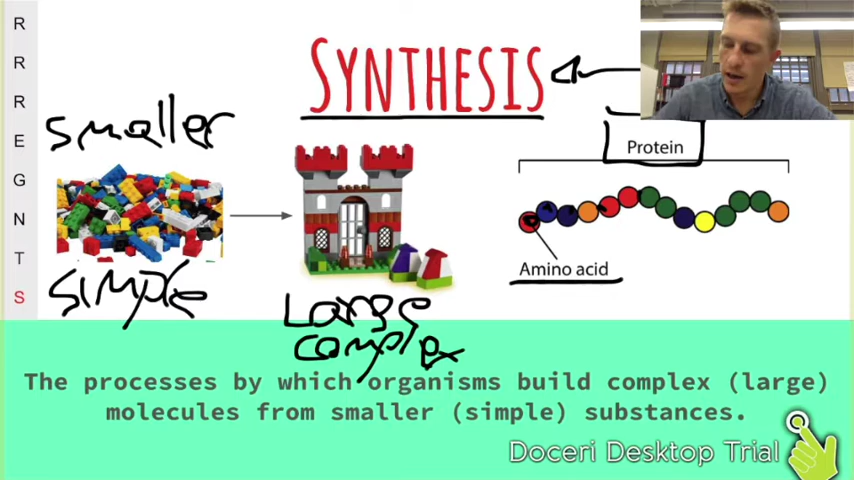 R
R
R
E
G
N
T
S
SYNTHESIS
smaller
simple
Large
complex
Protein
Amino acid
The processes by which organisms build complex (large)
molecules from smaller (simple) substances.
Doceri Desktop Trial